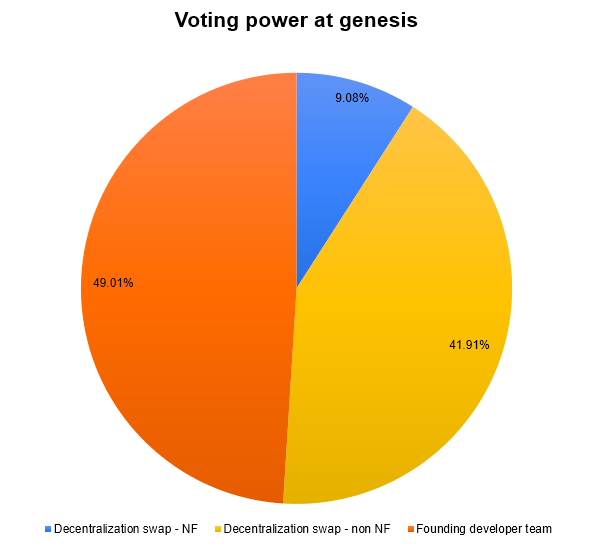 Voting power at genesis
9.08%
49.01%
41.91%
Decentralization swap - NF Decentralization swap - non NF Founding developer team